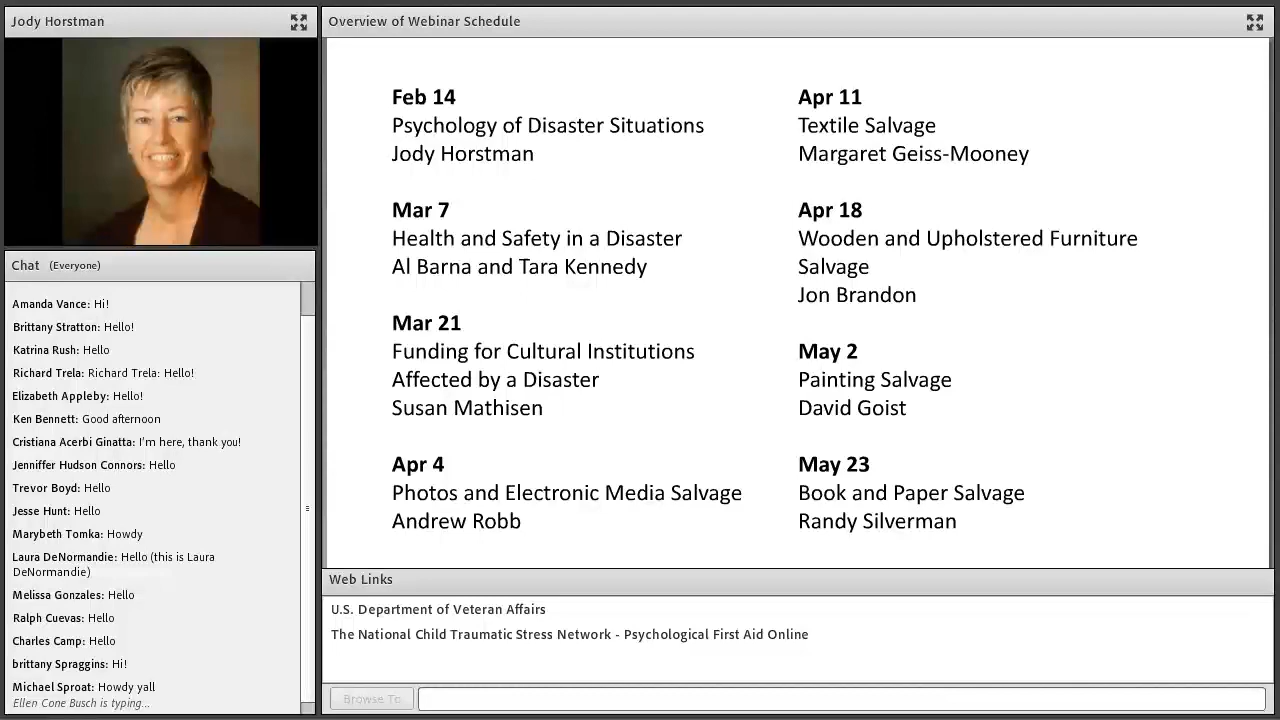 Jody Horstman
Chat (Everyone)
Amanda Vance: Hi!
Brittany Stratton: Hello!
Katrina Rush: Hello
Richard Trela: Richard Trela: Hello!
Elizabeth Appleby: Hello!
Ken Bennett: Good afternoon
Cristiana Acerbi Ginatta: I'm here, thank you!
Jenniffer Hudson Connors: Hello
Trevor Boyd: Hello
Jesse Hunt: Hello
Marybeth Tomka: Howdy
Laura DeNormandie: Hello (this is Laura
DeNormandie)
Melissa Gonzales: Hello
Ralph Cuevas: Hello
Charles Camp: Hello
brittany Spraggins: Hi!
Michael Sproat: Howdy yall
Ellen Cone Busch is typing...
Overview of Webinar Schedule
Feb 14
Psychology of Disaster Situations
Jody Horstman
Mar 7
Health and Safety in a Disaster
Al Barna and Tara Kennedy
Mar 21
Funding for Cultural Institutions
Affected by a Disaster
Susan Mathisen
Apr 4
Photos and Electronic Media Salvage
Andrew Robb
Apr 11
Textile Salvage
Margaret Geiss-Mooney
Apr 18
Wooden and Upholstered Furniture
Salvage
Jon Brandon
May 2
Painting Salvage
David Goist
May 23
Book and Paper Salvage
Randy Silverman
Web Links
U.S. Department of Veteran Affairs
The National Child Traumatic Stress Network - Psychological First Aid Online
Browse To